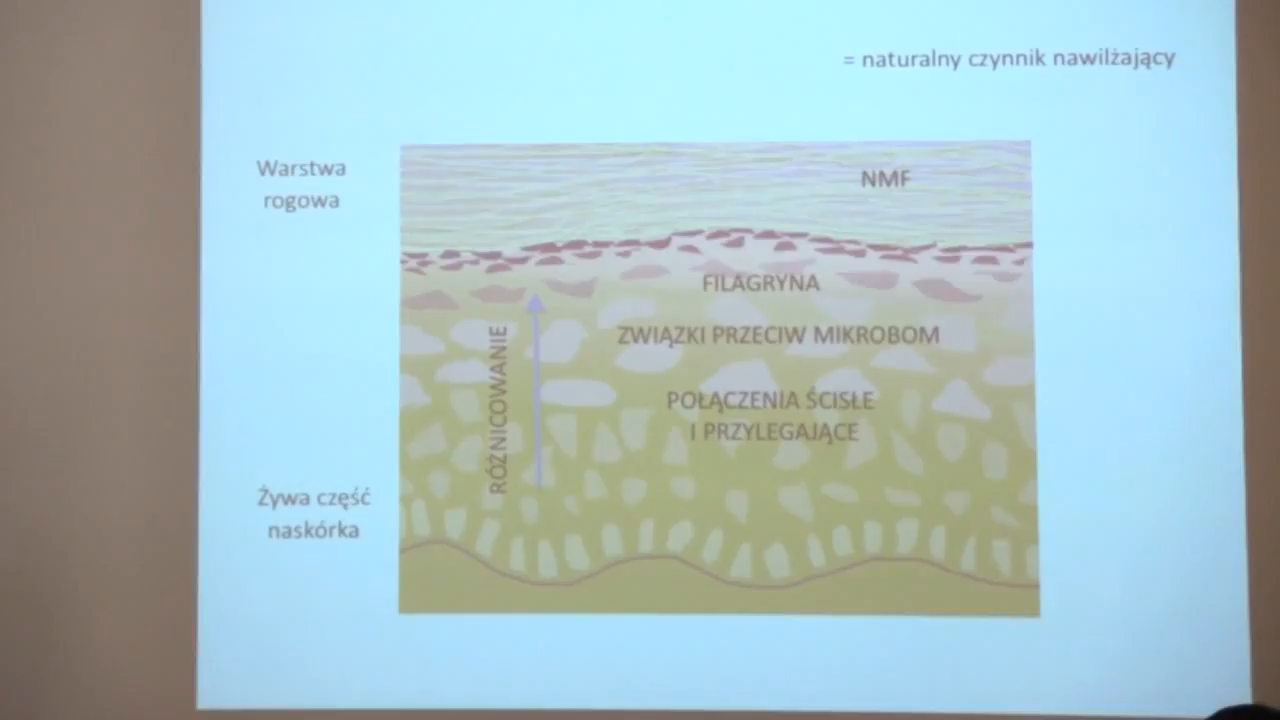 = naturalny czynnik nawilżający
Warstwa
rogowa
NMF
FILAGRYNA
ZWIĄZKI PRZECIW MIKROBOM
RÓŻNICOWANIE
POŁĄCZENIA ŚCISŁE
I PRZYLEGAJĄCE
Żywa część
naskórka